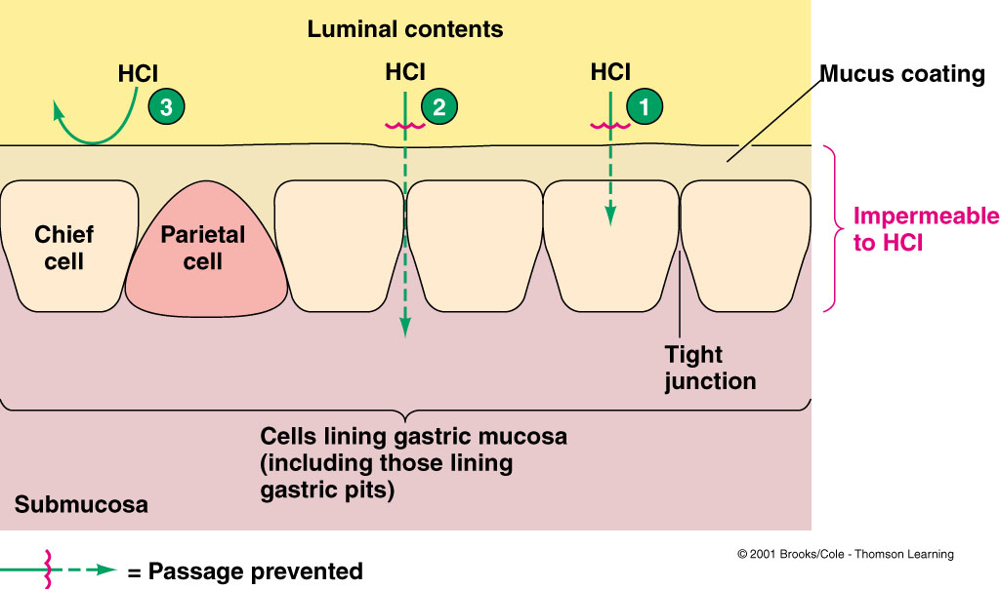 Luminal contents
HCl
HCl
HCl
3
2
1
Mucus coating
Chief
cell
Parietal
cell
Impermeable
to HCl
Tight
junction
Cells lining gastric mucosa
(including those lining
gastric pits)
Submucosa
= Passage prevented
© 2001 Brooks/Cole - Thomson Learning